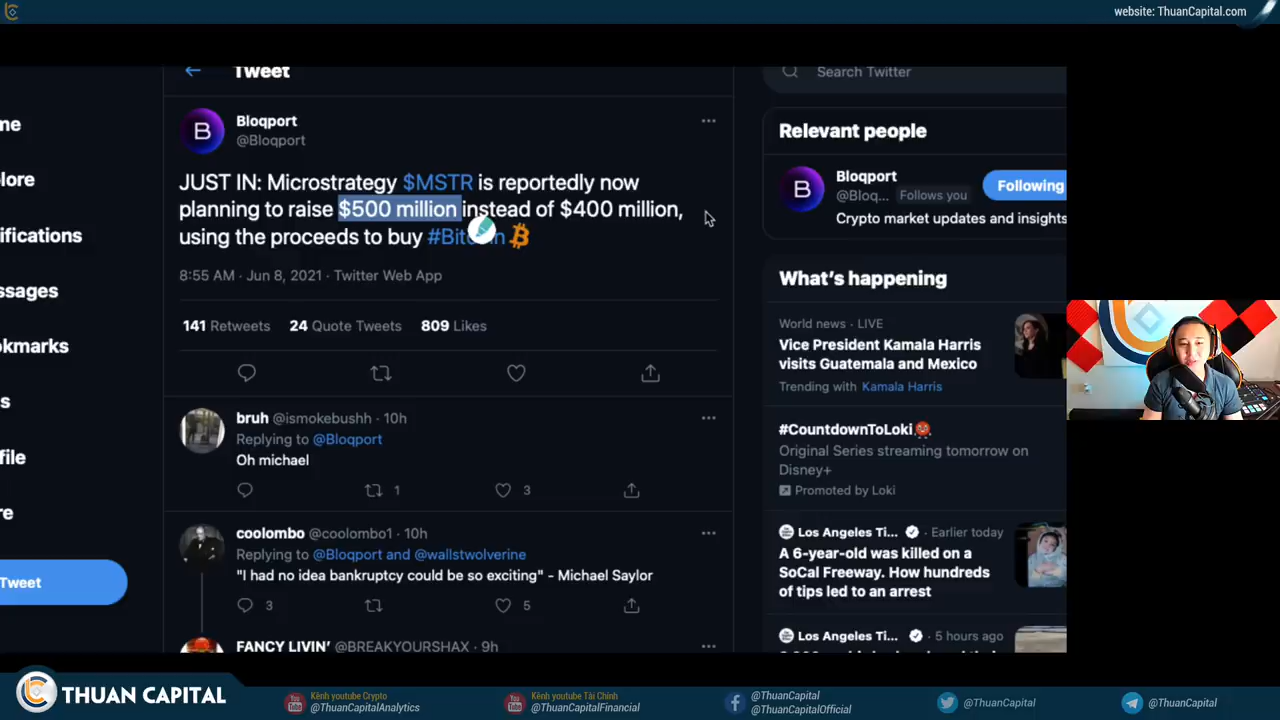 website: ThuanCapital.com
Tweet
Search Twitter
me
Bloqport
@Bloqport
Relevant people
plore
JUST IN: Microstrategy $MSTR is reportedly now
planning to raise $500 million instead of $400 million,
using the proceeds to buy
Bloqport
@Bloq... Follows you
Following
Crypto market updates and insights
ifications
8:55 AM · Jun 8, 2021 · Twitter Web App
What's happening
ssages
141 Retweets 24 Quote Tweets 809 Likes
World news · LIVE
Vice President Kamala Harris
visits Guatemala and Mexico
Trending with Kamala Harris
okmarks
s
bruh @ismokebushh · 10h
Replying to @Bloqport
Oh michael
1 3
#CountdownToLoki
Original Series streaming tomorrow on
Disney+
Promoted by Loki
file
re
coolombo @coolombo1 · 10h
Replying to @Bloqport and @wallstwolverine
"I had no idea bankruptcy could be so exciting" - Michael Saylor
3 5
Los Angeles Ti... · Earlier today
A 6-year-old was killed on a
SoCal Freeway. How hundreds
of tips led to an arrest
Tweet
FANCY LIVIN' @BREAKYOURSHAX · 9h
Los Angeles Ti... · 5 hours ago
THUAN CAPITAL
Kênh youtube Crypto
@ThuanCapitalAnalytics
Kênh youtube Tài Chính
@ThuanCapitalFinancial
@ThuanCapital
@ThuanCapitalOfficial
@ThuanCapital
@ThuanCapital